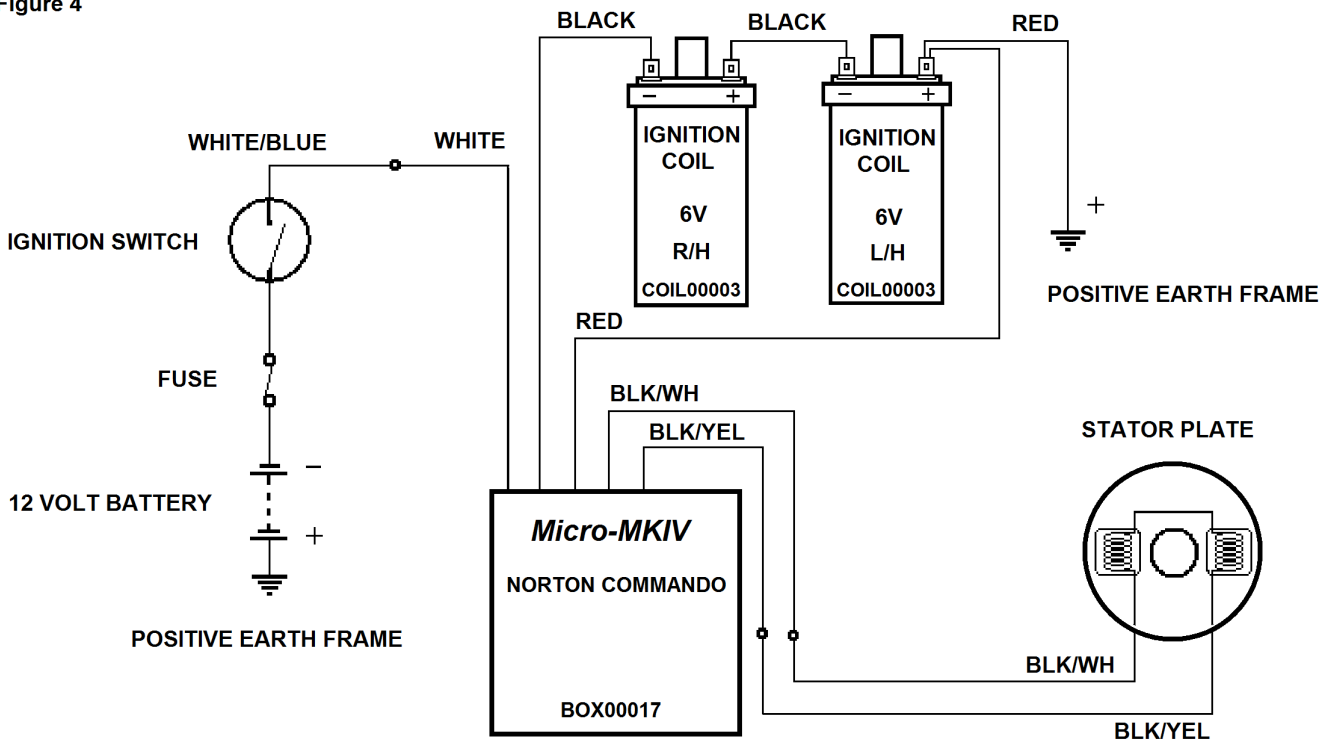 Figure 4
BLACK
BLACK
RED
− +
− +
IGNITION
COIL
6V
R/H
COIL00003
IGNITION
COIL
6V
L/H
COIL00003
+
POSITIVE EARTH FRAME
WHITE/BLUE
WHITE
IGNITION SWITCH
RED
FUSE
BLK/WH
BLK/YEL
STATOR PLATE
−
12 VOLT BATTERY
+
POSITIVE EARTH FRAME
Micro-MKIV
NORTON COMMANDO
BOX00017
BLK/WH
BLK/YEL